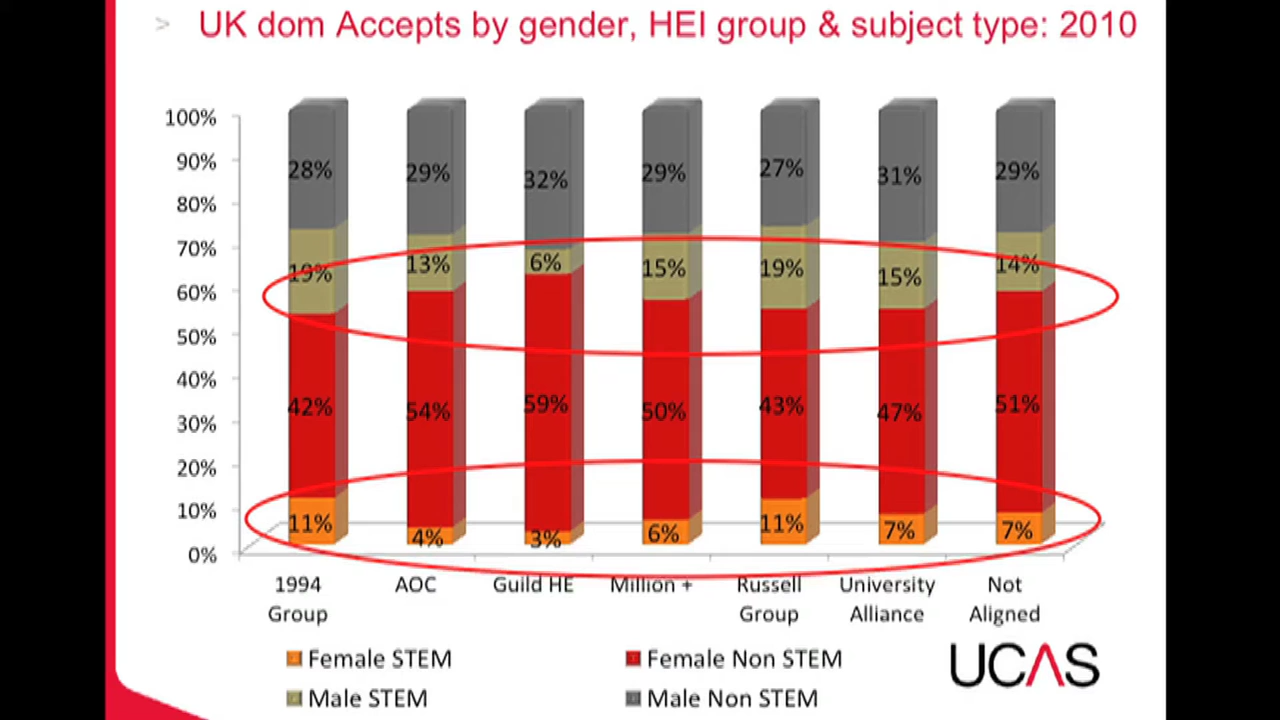 > UK dom Accepts by gender, HEI group & subject type: 2010
100%
90%
80%
70%
60%
50%
40%
30%
20%
10%
0%
28% 29% 32% 29% 27% 31% 29%
19% 13% 6% 15% 19% 15% 14%
42% 54% 59% 50% 43% 47% 51%
11% 4% 3% 6% 11% 7% 7%
1994 AOC Guild HE Million + Russell University Not
Group Group Alliance Aligned
Female STEM Female Non STEM
Male STEM Male Non STEM
UCAS